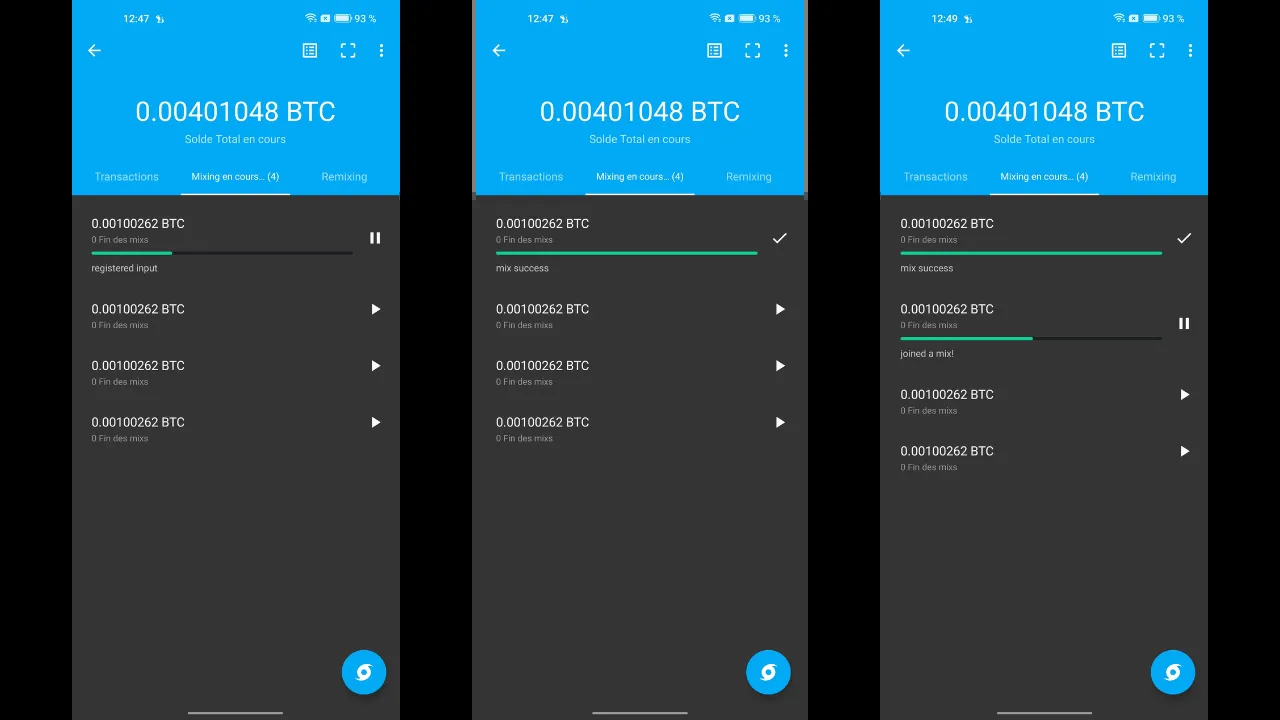 12:47
93 %
0.00401048 BTC
Solde Total en cours
Transactions
Mixing en cours... (4)
Remixing
0.00100262 BTC
0 Fin des mixs
registered input
0.00100262 BTC
0 Fin des mixs
0.00100262 BTC
0 Fin des mixs
0.00100262 BTC
0 Fin des mixs
12:47
93 %
0.00401048 BTC
Solde Total en cours
Transactions
Mixing en cours... (4)
Remixing
0.00100262 BTC
0 Fin des mixs
mix success
0.00100262 BTC
0 Fin des mixs
0.00100262 BTC
0 Fin des mixs
0.00100262 BTC
0 Fin des mixs
12:49
93 %
0.00401048 BTC
Solde Total en cours
Transactions
Mixing en cours... (4)
Remixing
0.00100262 BTC
0 Fin des mixs
mix success
0.00100262 BTC
0 Fin des mixs
joined a mix!
0.00100262 BTC
0 Fin des mixs
0.00100262 BTC
0 Fin des mixs